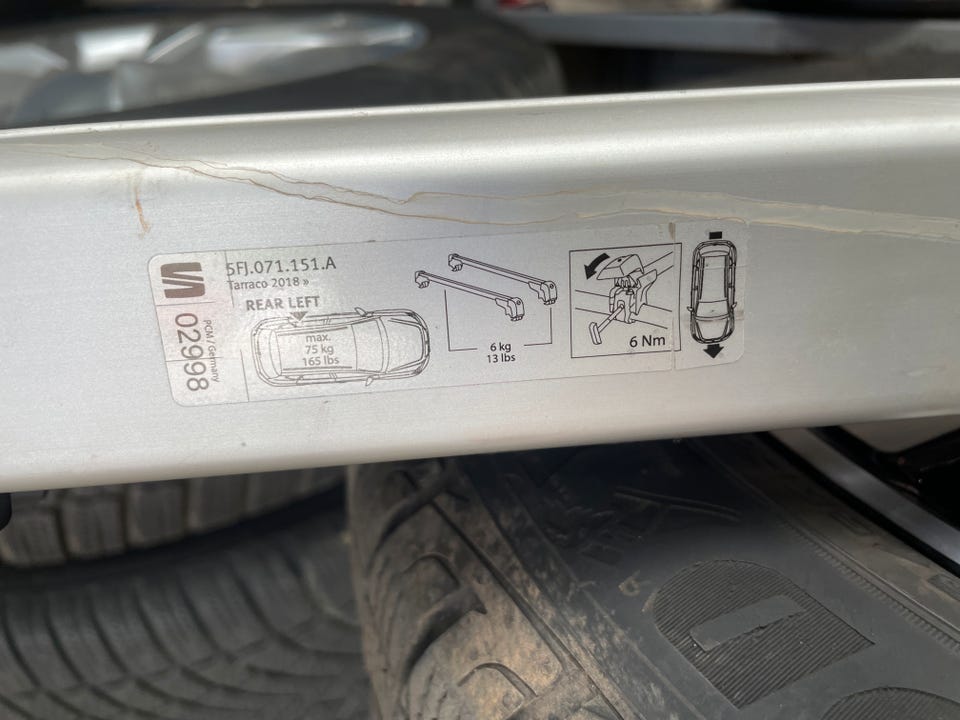 5FJ.071.151.A
Tarraco 2018 »
REAR LEFT
max.
75 kg
165 lbs
6 kg
13 lbs
6 Nm
PCM / Germany
02998